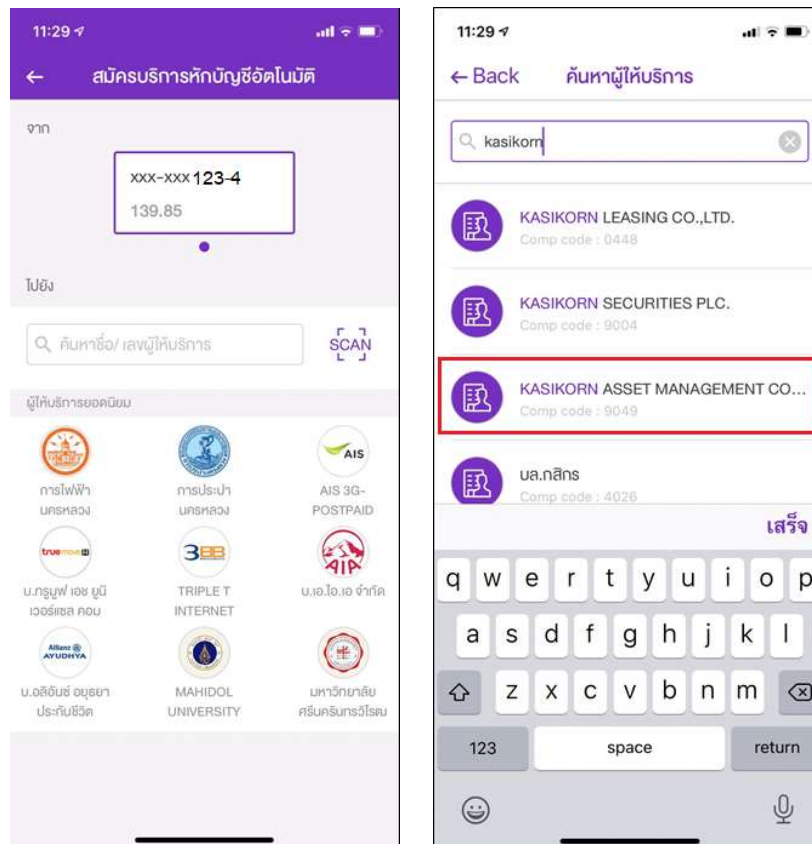 11:29
สมัครบริการหักบัญชีอัตโนมัติ
จาก
xxx-xxx123-4
139.85
ไปยัง
ค้นหาชื่อ/ เลขผู้ให้บริการ
SCAN
ผู้ให้บริการยอดนิยม
AIS
การไฟฟ้า
นครหลวง
การประปา
นครหลวง
AIS 3G-
POSTPAID
truemove H
3BB
AIA
บ.ทรูมูฟ เอช ยูนิ
เวอร์แซล คอม
TRIPLE T
INTERNET
บ.เอ.ไอ.เอ จำกัด
Allianz
AYUDHYA
บ.อลิอันซ์ อยุธยา
ประกันชีวิต
MAHIDOL
UNIVERSITY
มหาวิทยาลัย
ศรีนครินทรวิโรฒ
11:29
Back
ค้นหาผู้ให้บริการ
kasikorn
KASIKORN LEASING CO.,LTD.
Comp code : 0448
KASIKORN SECURITIES PLC.
Comp code : 9004
KASIKORN ASSET MANAGEMENT CO...
Comp code : 9049
บล.กสิกร
Comp code : 4026
เสร็จ
q w e r t y u i o p
a s d f g h j k l
z x c v b n m
123 space return